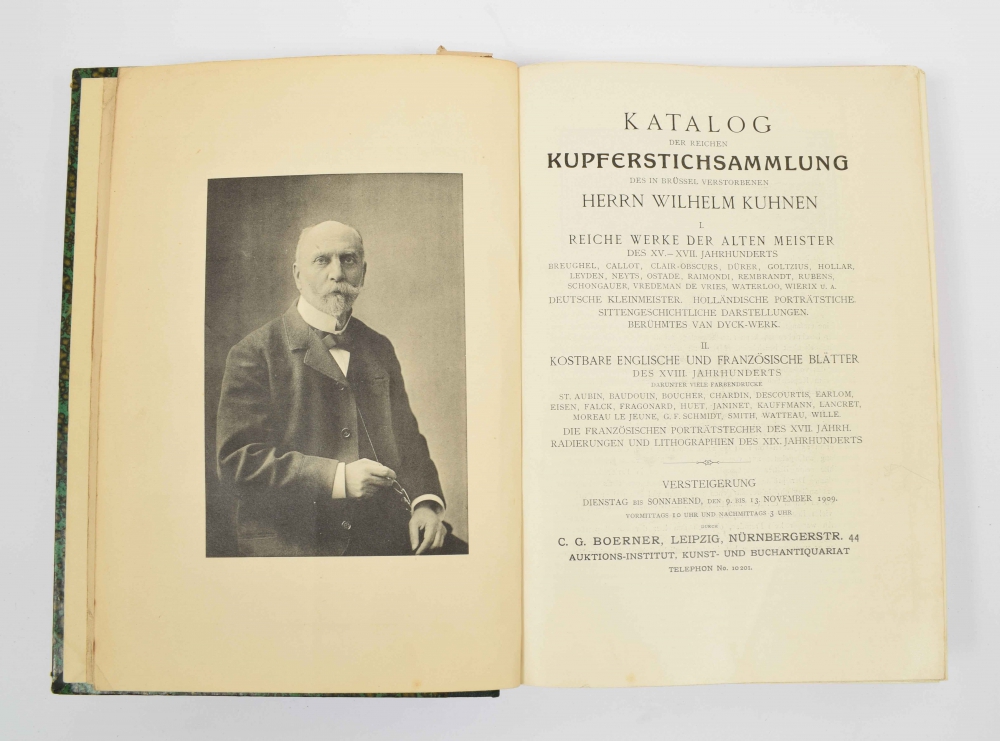 KATALOG
DER REICHEN
KUPFERSTICHSAMMLUNG
DES IN BRÜSSEL VERSTORBENEN
HERRN WILHELM KUHNEN
I.
REICHE WERKE DER ALTEN MEISTER
DES XV.–XVII. JAHRHUNDERTS
BREUGHEL, CALLOT, CLAIR-OBSCURS, DÜRER, GOLTZIUS, HOLLAR,
LEYDEN, NEYTS, OSTADE, RAIMONDI, REMBRANDT, RUBENS,
SCHONGAUER, VREDEMAN DE VRIES, WATERLOO, WIERIX U. A.
DEUTSCHE KLEINMEISTER. HOLLÄNDISCHE PORTRÄTSTICHE.
SITTENGESCHICHTLICHE DARSTELLUNGEN.
BERÜHMTES VAN DYCK-WERK.
II.
KOSTBARE ENGLISCHE UND FRANZÖSISCHE BLÄTTER
DES XVIII. JAHRHUNDERTS
DARUNTER VIELE FARBENDRUCKE
ST. AUBIN, BAUDOUIN, BOUCHER, CHARDIN, DESCOURTIS, EARLOM,
EISEN, FALCK, FRAGONARD, HUET, JANINET, KAUFFMANN, LANCRET,
MOREAU LE JEUNE, G. F. SCHMIDT, SMITH, WATTEAU, WILLE.
DIE FRANZÖSISCHEN PORTRÄTSTECHER DES XVII. JAHRH.
RADIERUNGEN UND LITHOGRAPHIEN DES XIX. JAHRHUNDERTS
VERSTEIGERUNG
DIENSTAG BIS SONNABEND, DEN 9. BIS 13. NOVEMBER 1909.
VORMITTAGS 10 UHR UND NACHMITTAGS 3 UHR
DURCH
C. G. BOERNER, LEIPZIG, NÜRNBERGERSTR. 44
AUKTIONS-INSTITUT, KUNST- UND BUCHANTIQUARIAT
TELEPHON No. 10201.